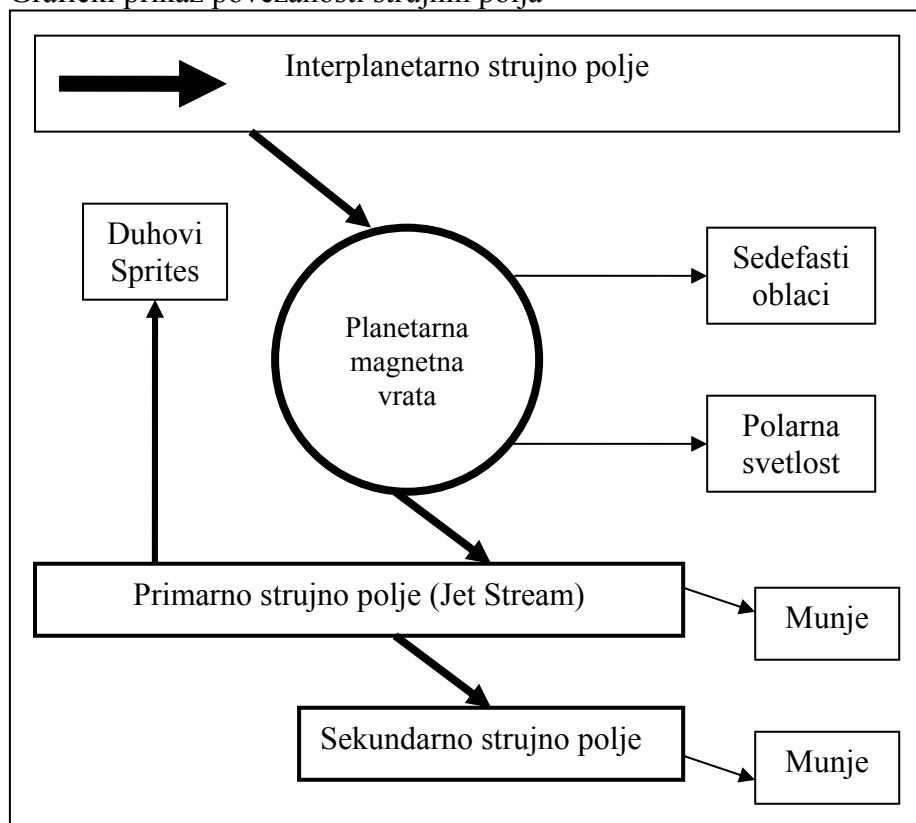 Grafički prikaz povezanosti strujnih polja
Interplanetarno strujno polje
Duhovi
Sprites
Sedefasti
oblaci
Planetarna
magnetna
vrata
Polarna
svetlost
Primarno strujno polje (Jet Stream)
Munje
Sekundarno strujno polje
Munje